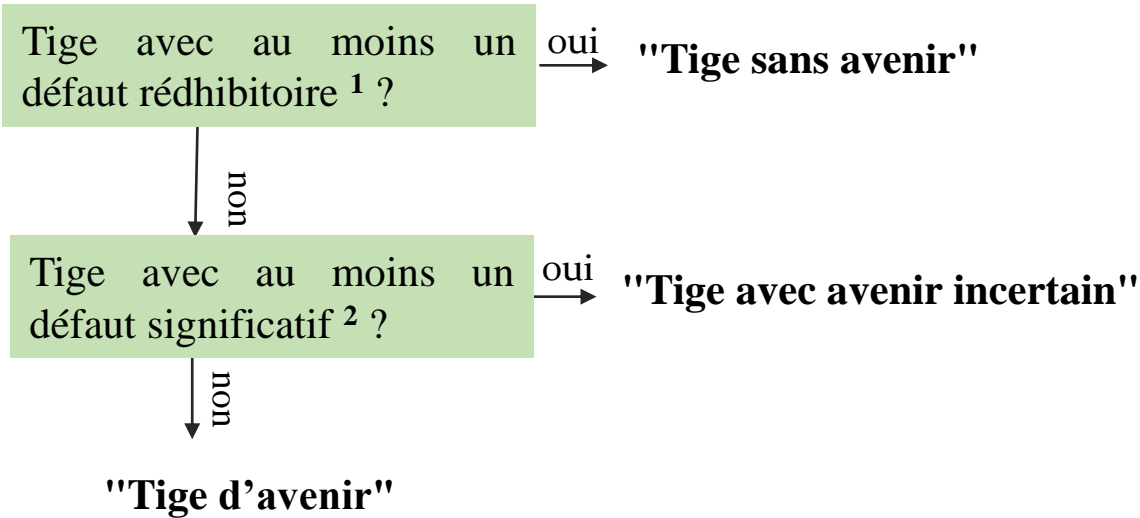 Tige avec au moins un oui "Tige sans avenir"
défaut rédhibitoire ¹ ?
non
Tige avec au moins un oui "Tige avec avenir incertain"
défaut significatif ² ?
non
"Tige d’avenir"